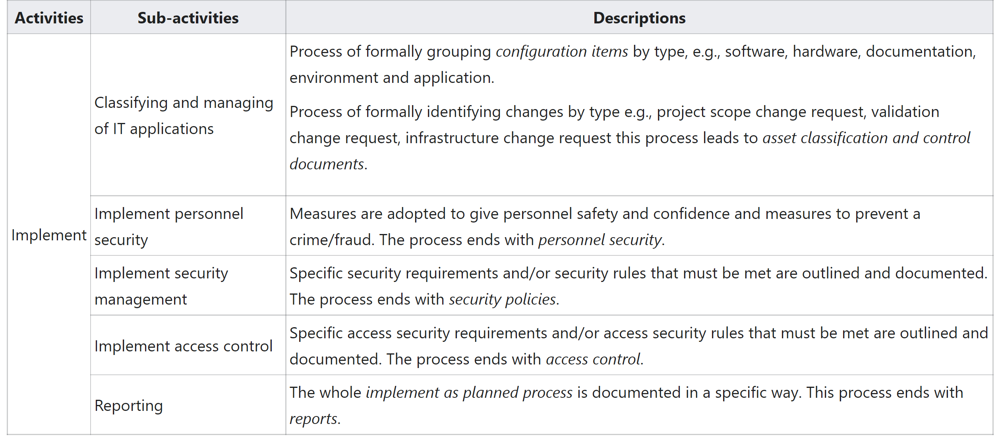 Activities
Sub-activities
Descriptions
Implement
Classifying and managing
of IT applications
Process of formally grouping configuration items by type, e.g., software, hardware, documentation,
environment and application.
Process of formally identifying changes by type e.g., project scope change request, validation
change request, infrastructure change request this process leads to asset classification and control
documents.
Implement personnel
security
Measures are adopted to give personnel safety and confidence and measures to prevent a
crime/fraud. The process ends with personnel security.
Implement security
management
Specific security requirements and/or security rules that must be met are outlined and documented.
The process ends with security policies.
Implement access control
Specific access security requirements and/or access security rules that must be met are outlined and
documented. The process ends with access control.
Reporting
The whole implement as planned process is documented in a specific way. This process ends with
reports.